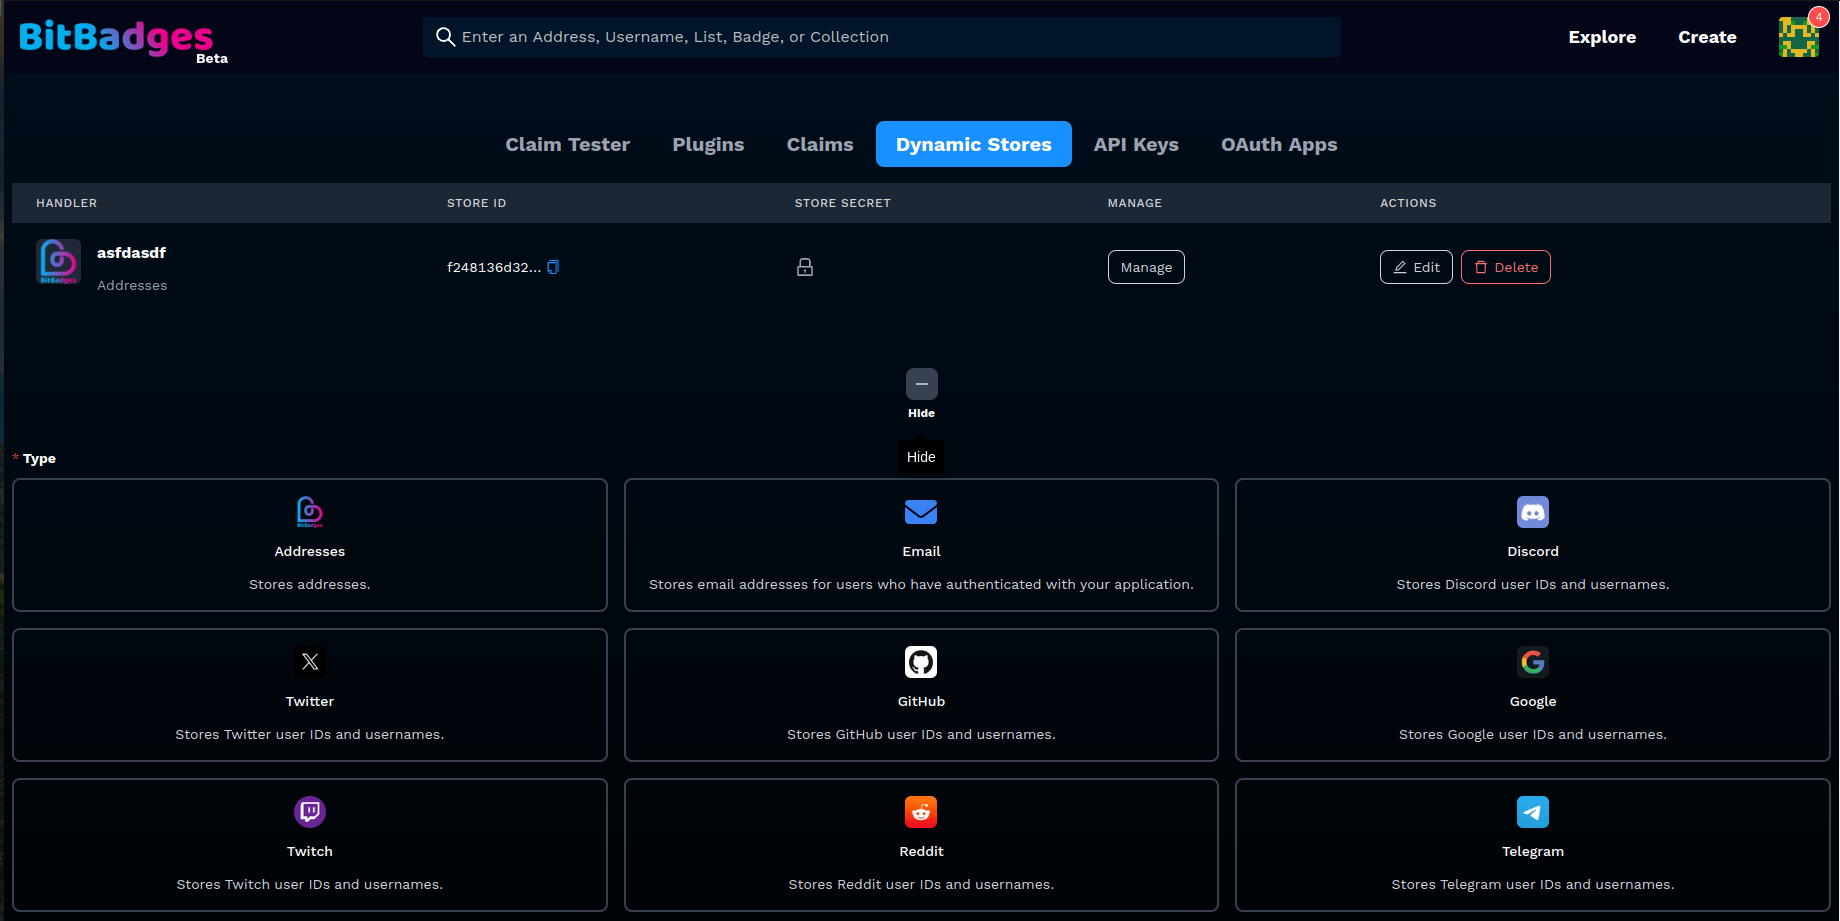 BitBadges
Beta
Enter an Address, Username, List, Badge, or Collection
Explore
Create
4
Claim Tester
Plugins
Claims
Dynamic Stores
API Keys
OAuth Apps
HANDLER
STORE ID
STORE SECRET
MANAGE
ACTIONS
BitBadges
asfdasdf
Addresses
f248136d32...
Manage
Edit
Delete
Hide
Hide
* Type
BitBadges
Addresses
Stores addresses.
Email
Stores email addresses for users who have authenticated with your application.
Discord
Stores Discord user IDs and usernames.
Twitter
Stores Twitter user IDs and usernames.
GitHub
Stores GitHub user IDs and usernames.
Google
Stores Google user IDs and usernames.
Twitch
Stores Twitch user IDs and usernames.
Reddit
Stores Reddit user IDs and usernames.
Telegram
Stores Telegram user IDs and usernames.